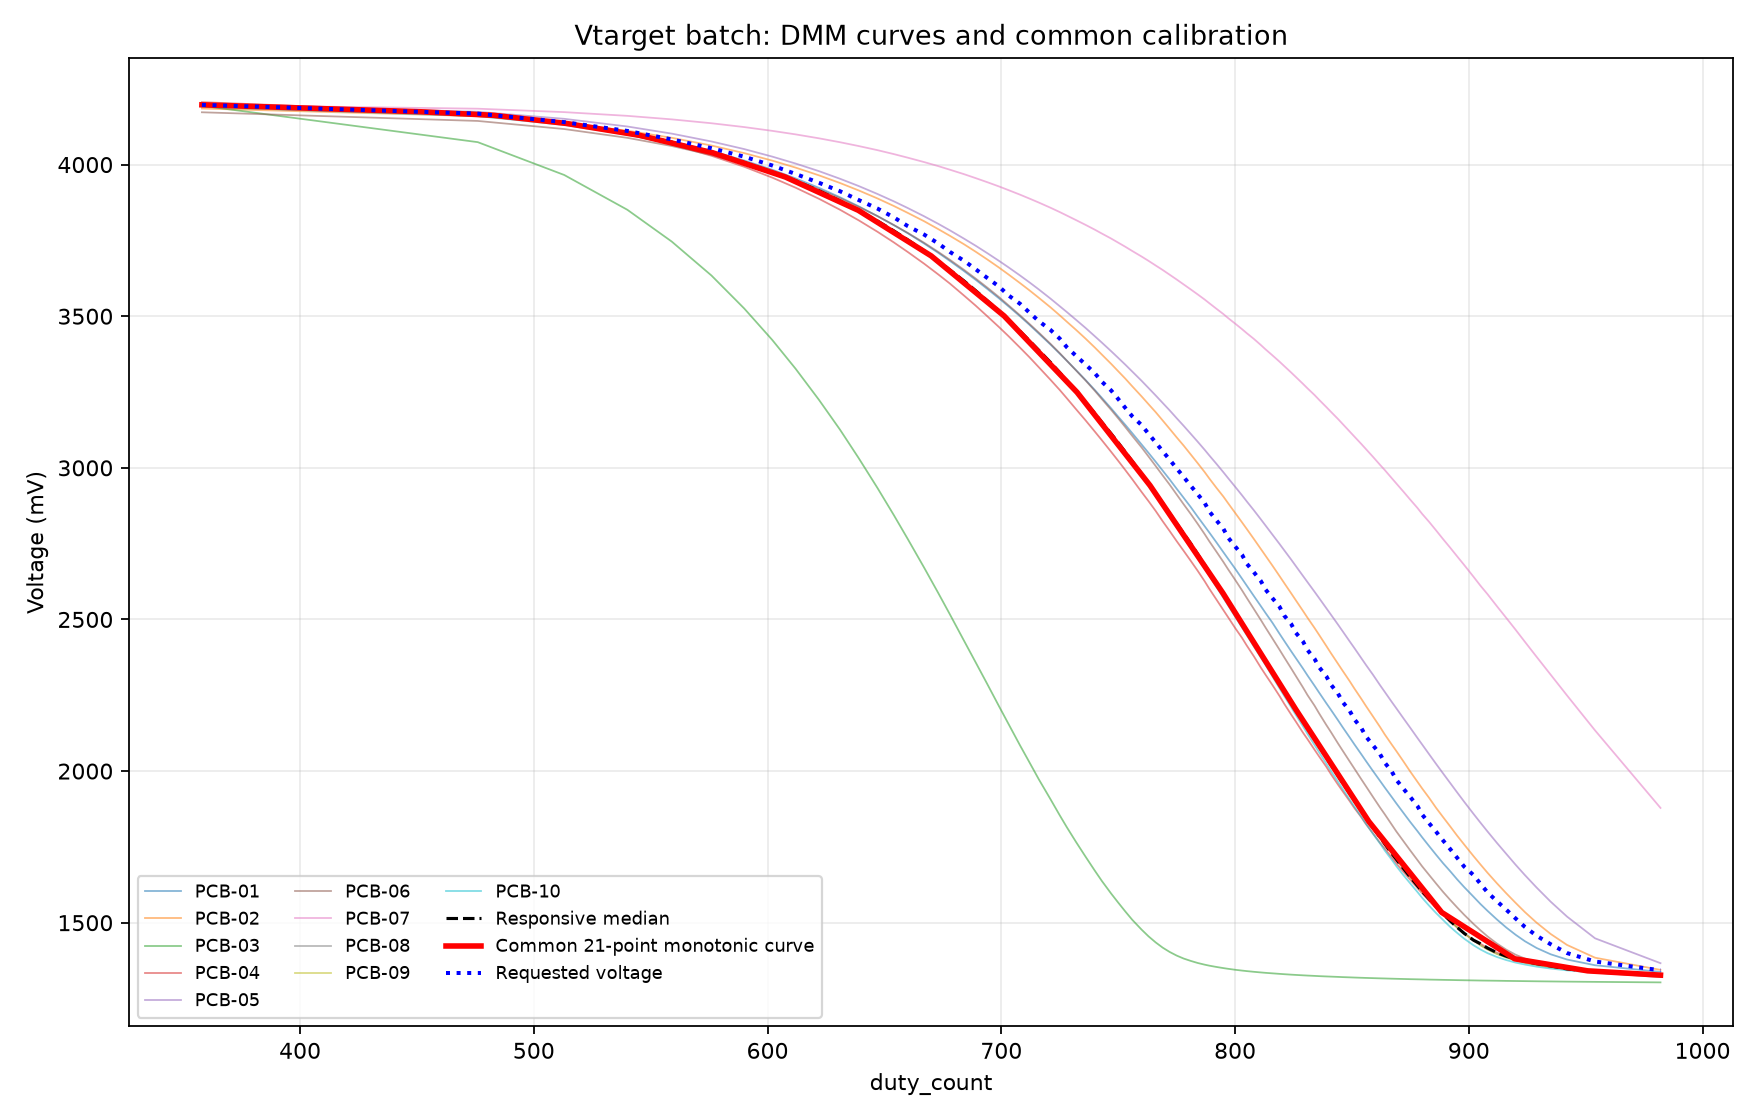 Vtarget batch: DMM curves and common calibration
Voltage (mV)
4000
3500
3000
2500
2000
1500
PCB-01
PCB-02
PCB-03
PCB-04
PCB-05
PCB-06
PCB-07
PCB-08
PCB-09
PCB-10
Responsive median
Common 21-point monotonic curve
Requested voltage
400 500 600 700 800 900 1000
duty_count